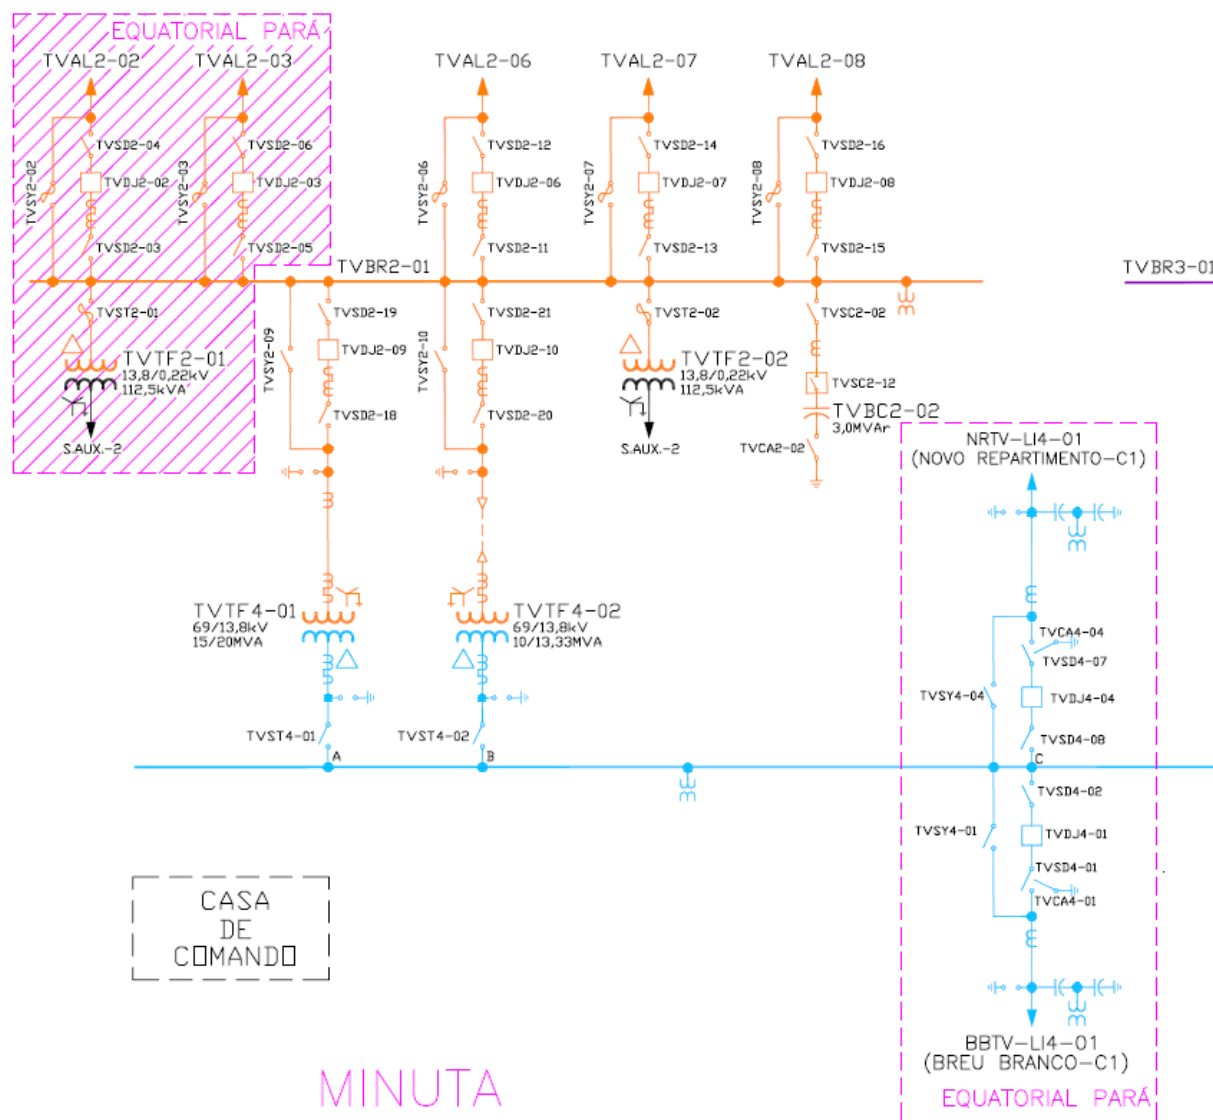 EQUATORIAL PARÁ
TVAL2-02
TVAL2-03
TVAL2-06
TVAL2-07
TVAL2-08
TVSD2-04
TVSD2-06
TVSD2-12
TVSD2-14
TVSD2-16
TVSY2-02
TVDJ2-02
TVSY2-03
TVDJ2-03
TVSY2-06
TVDJ2-06
TVSY2-07
TVDJ2-07
TVSY2-08
TVDJ2-08
TVSD2-03
TVSD2-05
TVSD2-11
TVSD2-13
TVSD2-15
TVBR2-01
TVBR3-01
TVST2-01
TVSD2-19
TVSD2-21
TVST2-02
TVSC2-02
TVTF2-01
13,8/0,22kV
112,5kVA
TVSY2-09
TVDJ2-09
TVSY2-10
TVDJ2-10
TVTF2-02
13,8/0,22kV
112,5kVA
TVSC2-12
TVBC2-02
3,0MVAr
TVSD2-18
TVSD2-20
S.AUX.-2
S.AUX.-2
TVCA2-02
NRTV-LI4-01
(NOVO REPARTIMENTO-C1)
TVTF4-01
69/13,8kV
15/20MVA
TVTF4-02
69/13,8kV
10/13,33MVA
TVCA4-04
TVSD4-07
TVSY4-04
TVDJ4-04
TVST4-01
TVST4-02
TVSD4-08
A
B
C
TVSD4-02
TVSY4-01
TVDJ4-01
TVSD4-01
TVCA4-01
CASA
DE
COMANDO
BBTV-LI4-01
(BREU BRANCO-C1)
MINUTA
EQUATORIAL PARÁ